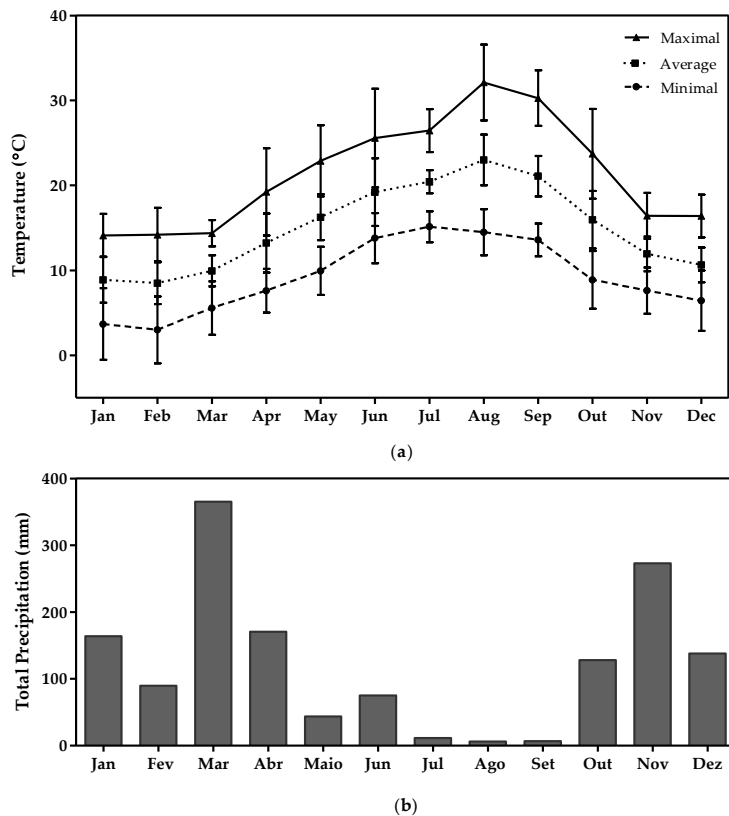 40
30
20
10
0
Temperature (°C)
Maximal
Average
Minimal
Jan Feb Mar Apr May Jun Jul Aug Sep Out Nov Dec
(a)
400
300
200
100
0
Total Precipitation (mm)
Jan Fev Mar Abr Maio Jun Jul Ago Set Out Nov Dez
(b)